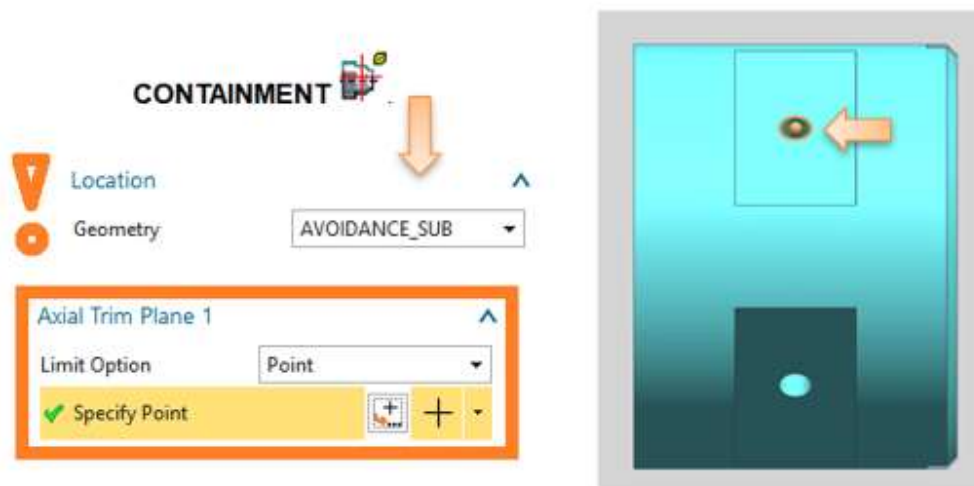 CONTAINMENT
Location
Geometry AVOIDANCE_SUB
Axial Trim Plane 1
Limit Option Point
Specify Point